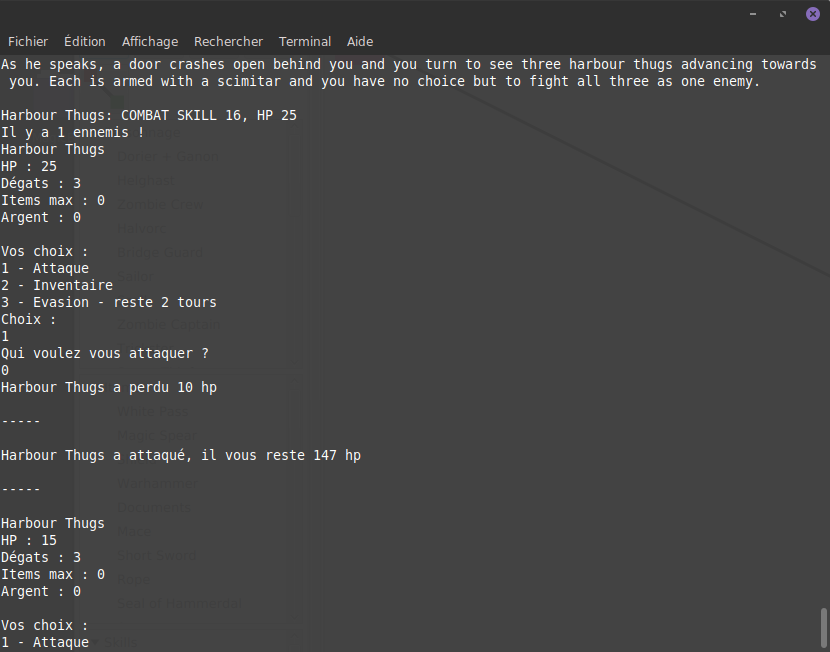 Fichier Édition Affichage Rechercher Terminal Aide
As he speaks, a door crashes open behind you and you turn to see three harbour thugs advancing towards
you. Each is armed with a scimitar and you have no choice but to fight all three as one enemy.
Harbour Thugs: COMBAT SKILL 16, HP 25
Il y a 1 ennemis !
Harbour Thugs
HP : 25
Dégats : 3
Items max : 0
Argent : 0
Vos choix :
1 - Attaque
2 - Inventaire
3 - Evasion - reste 2 tours
Choix :
1
Qui voulez vous attaquer ?
0
Harbour Thugs a perdu 10 hp
-----
Harbour Thugs a attaqué, il vous reste 147 hp
-----
Harbour Thugs
HP : 15
Dégats : 3
Items max : 0
Argent : 0
Vos choix :
1 - Attaque